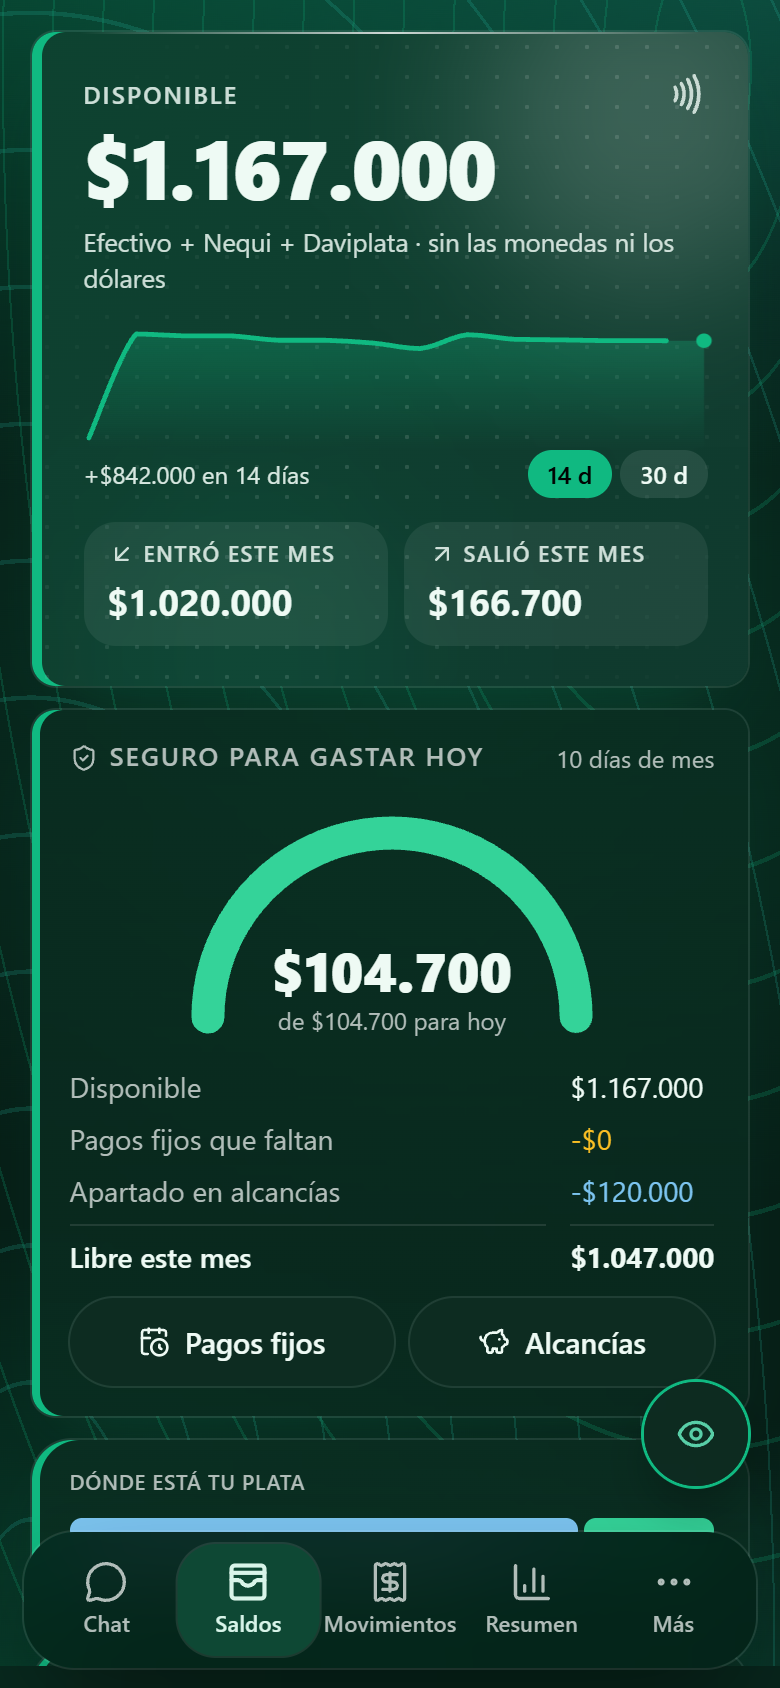 DISPONIBLE
$1.167.000
Efectivo + Nequi + Daviplata · sin las monedas ni los
dólares
+$842.000 en 14 días
14 d
30 d
ENTRÓ ESTE MES
$1.020.000
SALIÓ ESTE MES
$166.700
SEGURO PARA GASTAR HOY
10 días de mes
$104.700
de $104.700 para hoy
Disponible
$1.167.000
Pagos fijos que faltan
-$0
Apartado en alcancías
-$120.000
Libre este mes
$1.047.000
Pagos fijos
Alcancías
DÓNDE ESTÁ TU PLATA
Chat
Saldos
Movimientos
Resumen
Más